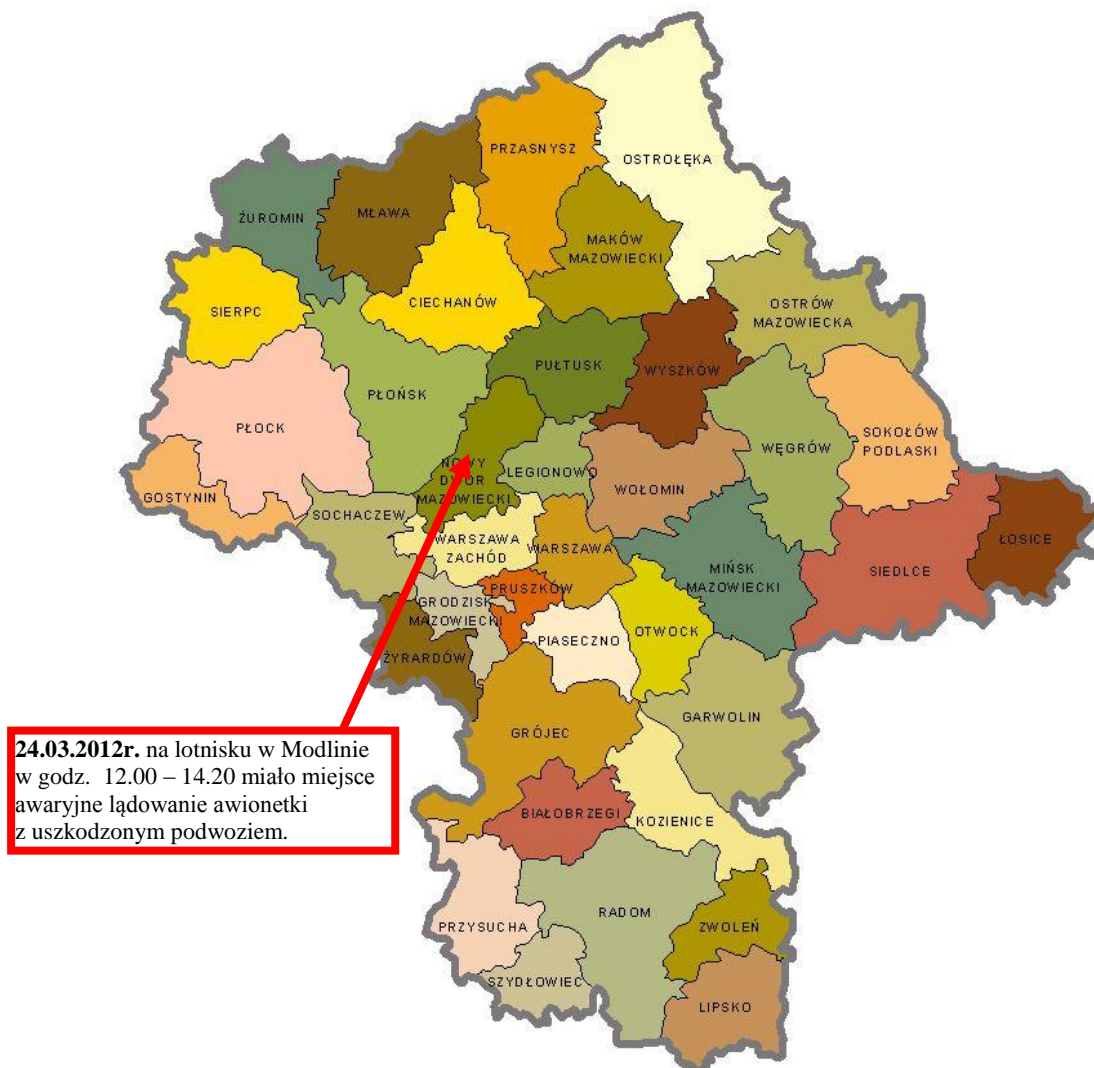 PRZASNYSZ
OSTROŁĘKA
ŻUROMIN
MŁAWA
MAKÓW
MAZOWIECKI
SIERPC
CIECHANÓW
OSTRÓW
MAZOWIECKA
PŁOŃSK
PUŁTUSK
WYSZKÓW
PŁOCK
WĘGRÓW
SOKOŁÓW
PODLASKI
GOSTYNIN
NOWY
DWÓR
MAZOWIECKI
LEGIONOWO
WOŁOMIN
SOCHACZEW
WARSZAWA
ZACHÓD
WARSZAWA
MIŃSK
MAZOWIECKI
SIEDLCE
ŁOSICE
PRUSZKÓW
GRODZISK
MAZOWIECKI
PIASECZNO
OTWOCK
ŻYRARDÓW
GARWOLIN
GRÓJEC
24.03.2012r. na lotnisku w Modlinie
w godz. 12.00 – 14.20 miało miejsce
awaryjne lądowanie awionetki
z uszkodzonym podwoziem.
BIAŁOBRZEGI
KOZIENICE
PRZYSUCHA
RADOM
ZWOLEŃ
SZYDŁOWIEC
LIPSKO